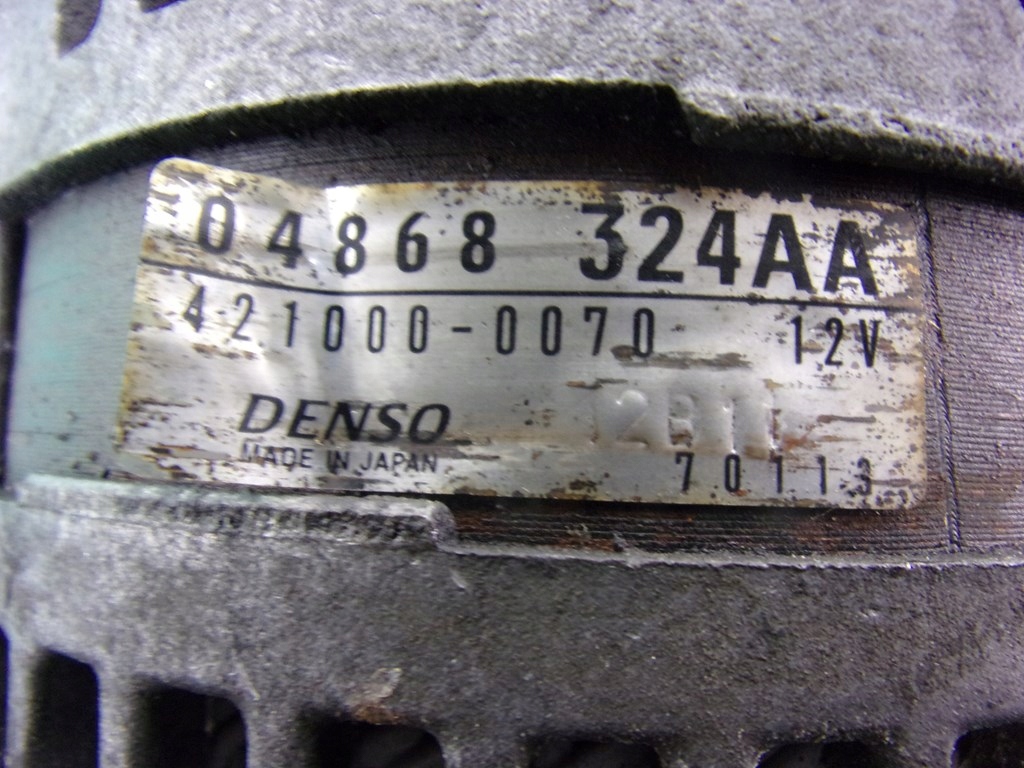 04868 324AA
421000-0070 12V
DENSO
MADE IN JAPAN
70113